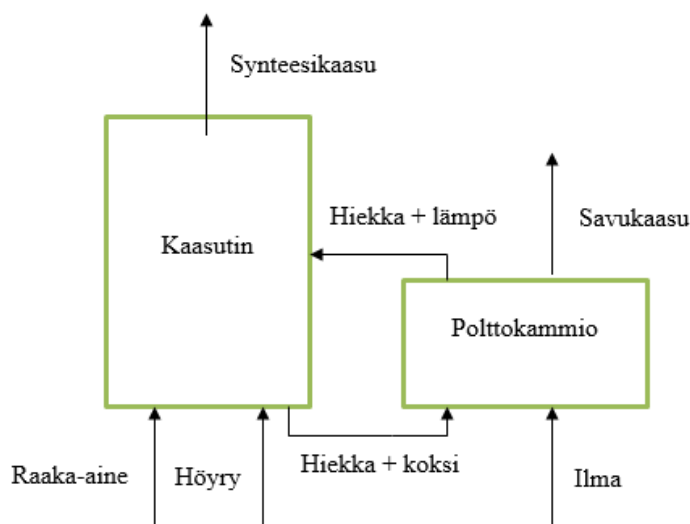 Synteesikaasu
Hiekka + lämpö
Savukaasu
Kaasutin
Polttokammio
Raaka-aine
Höyry
Hiekka + koksi
Ilma